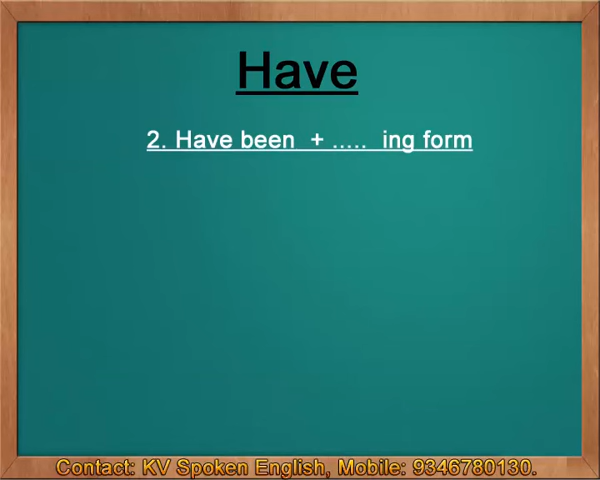 Have
2. Have been + ..... ing form
Contact: KV Spoken English, Mobile: 9346780130.